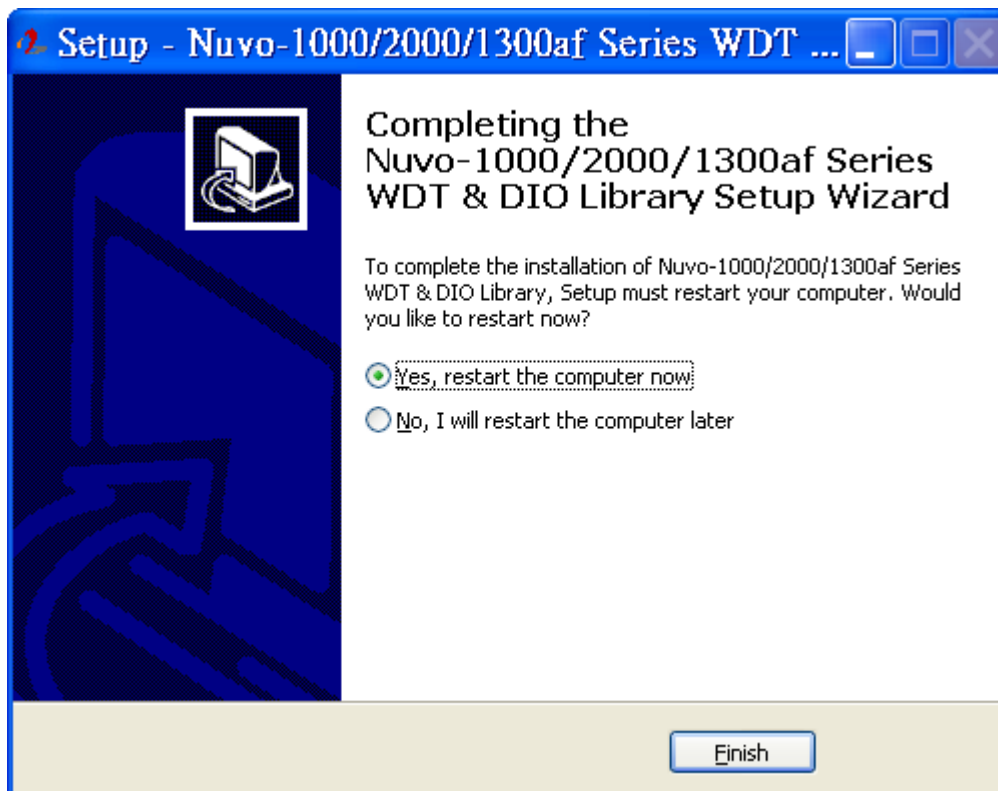 Setup - Nuvo-1000/2000/1300af Series WDT ...
Completing the
Nuvo-1000/2000/1300af Series
WDT & DIO Library Setup Wizard
To complete the installation of Nuvo-1000/2000/1300af Series
WDT & DIO Library, Setup must restart your computer. Would
you like to restart now?
Yes, restart the computer now
No, I will restart the computer later
Finish